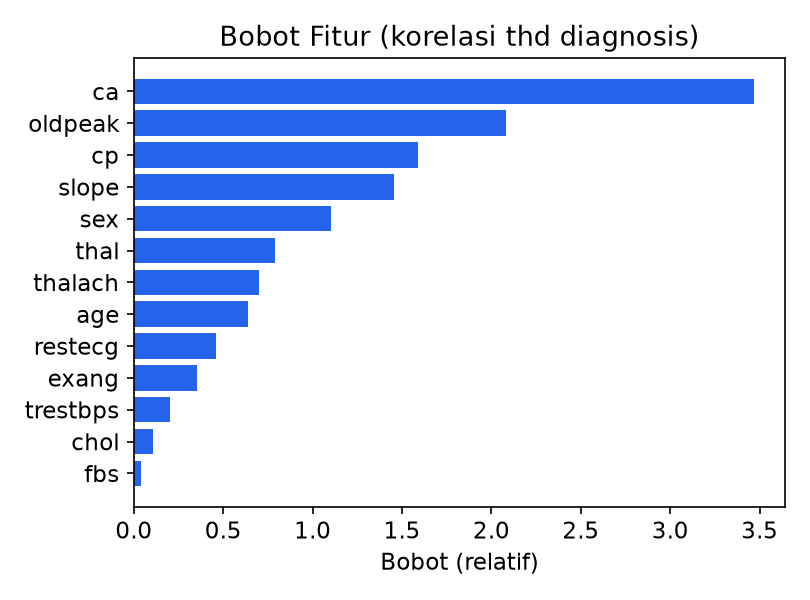 Bobot Fitur (korelasi thd diagnosis)
ca
oldpeak
cp
slope
sex
thal
thalach
age
restecg
exang
trestbps
chol
fbs
0.0 0.5 1.0 1.5 2.0 2.5 3.0 3.5
Bobot (relatif)